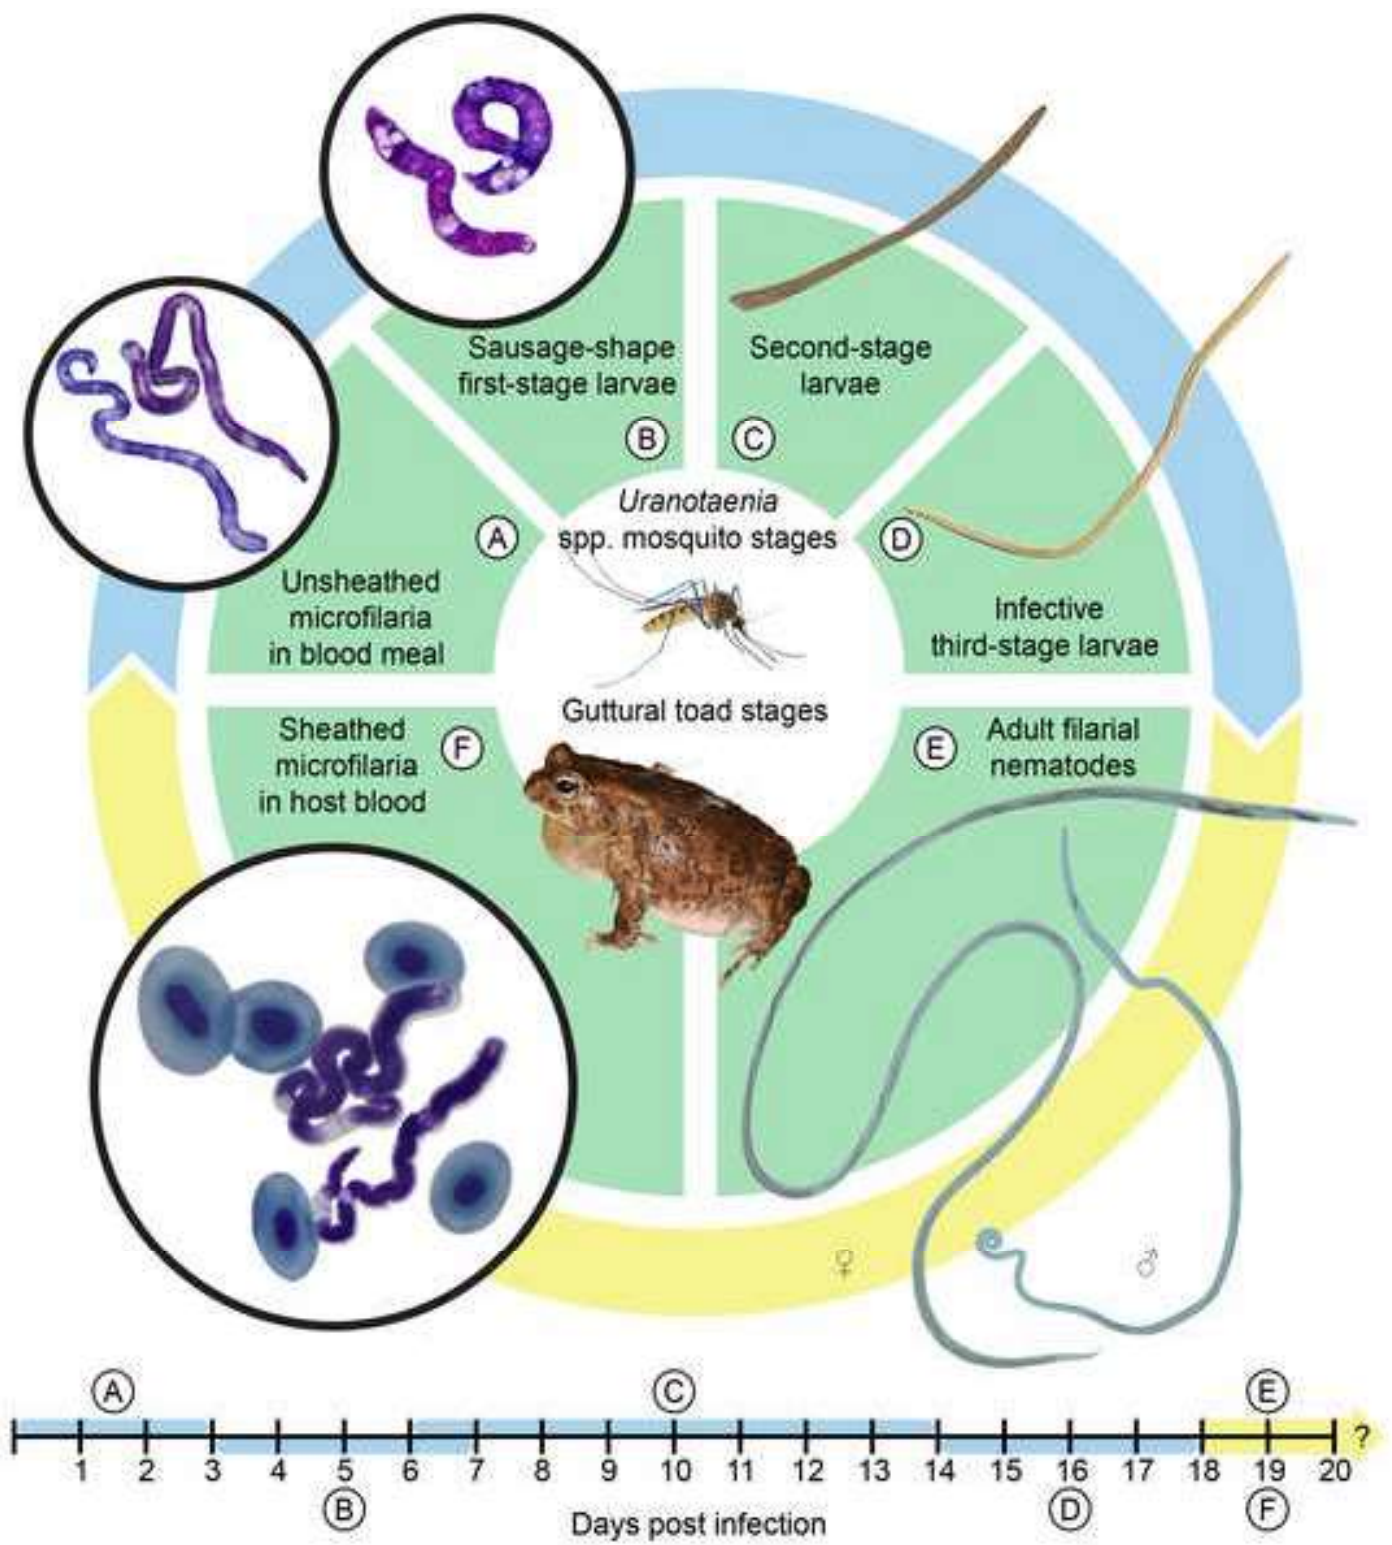 Sausage-shape
first-stage larvae
B
Second-stage
larvae
C
Uranotaenia
spp. mosquito stages
A
D
Unsheathed
microfilaria
in blood meal
Infective
third-stage larvae
Guttural toad stages
Sheathed
microfilaria
in host blood
F
E
Adult filarial
nematodes
♀
♂
A
C
E
?
1 2 3 4 5 6 7 8 9 10 11 12 13 14 15 16 17 18 19 20
B
D
F
Days post infection